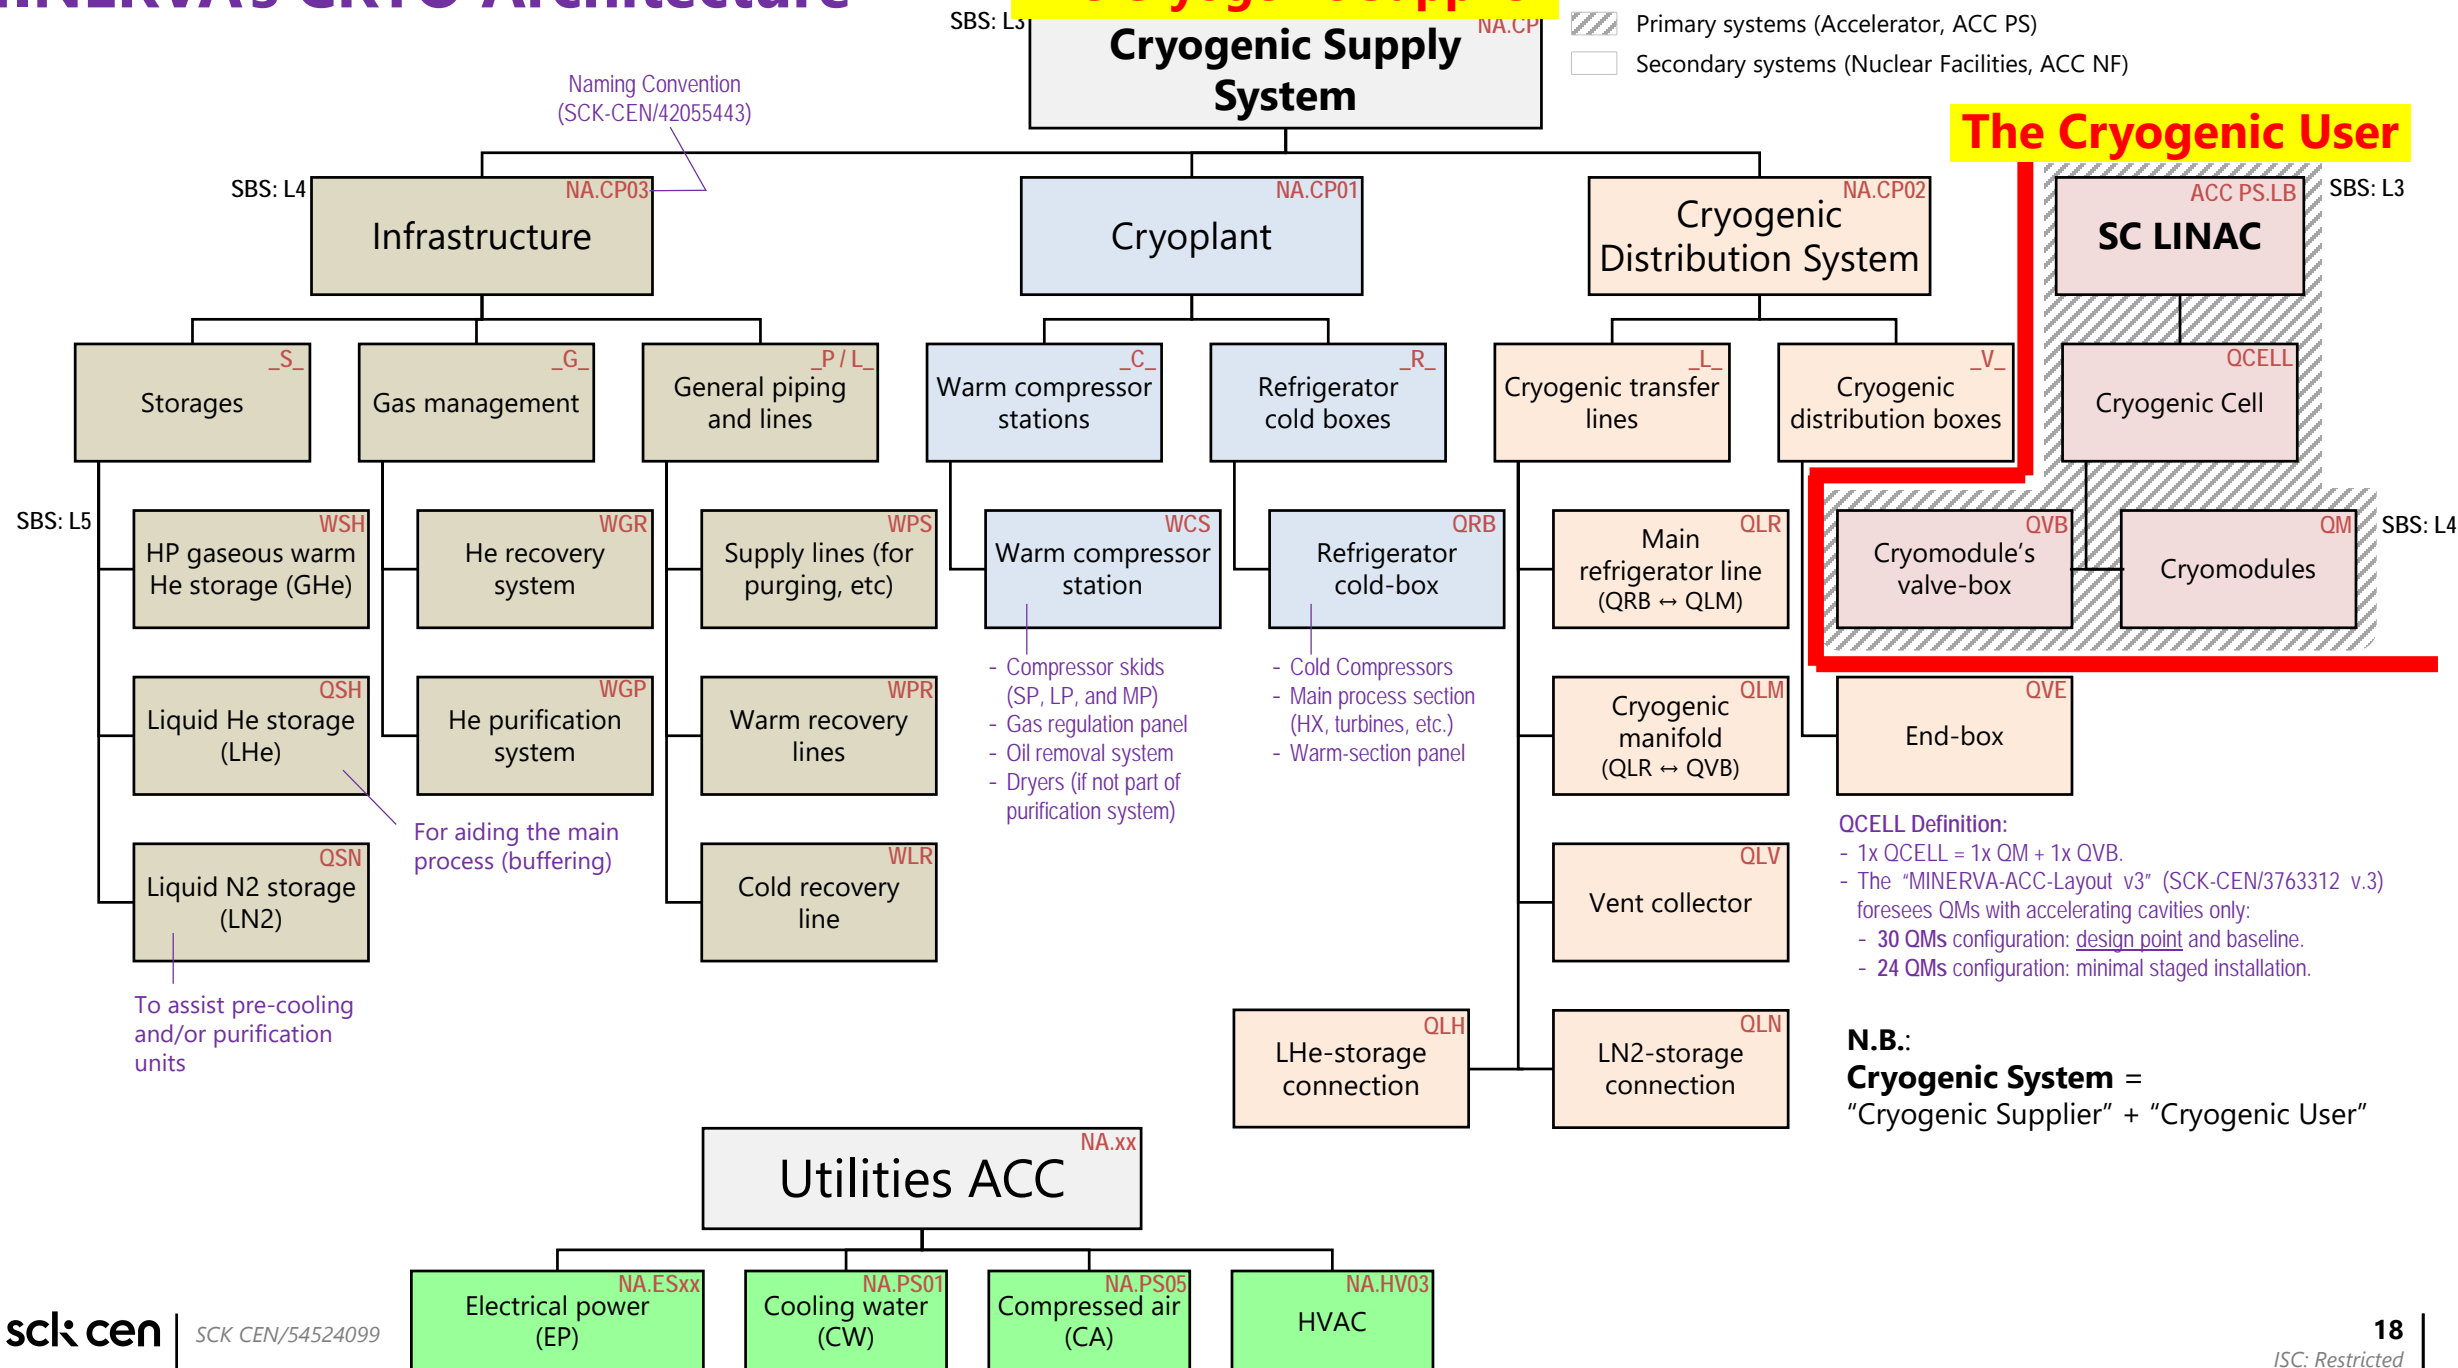 MINERVA's CRYO Architecture
SBS: L3
NA.CP
Cryogenic Supply
System
Primary systems (Accelerator, ACC PS)
Secondary systems (Nuclear Facilities, ACC NF)
Naming Convention
(SCK-CEN/42055443)
The Cryogenic User
SBS: L4
NA.CP03
Infrastructure
NA.CP01
Cryoplant
NA.CP02
Cryogenic
Distribution System
ACC PS.LB
SC LINAC
SBS: L3
_S_
Storages
_G_
Gas management
_P / L_
General piping
and lines
_C_
Warm compressor
stations
_R_
Refrigerator
cold boxes
_L_
Cryogenic transfer
lines
_V_
Cryogenic
distribution boxes
QCELL
Cryogenic Cell
SBS: L5
WSH
HP gaseous warm
He storage (GHe)
WGR
He recovery
system
WPS
Supply lines (for
purging, etc)
WCS
Warm compressor
station
QRB
Refrigerator
cold-box
QLR
Main
refrigerator line
(QRB ↔ QLM)
QVB
Cryomodule's
valve-box
QM
Cryomodules
SBS: L4
- Compressor skids
(SP, LP, and MP)
- Gas regulation panel
- Oil removal system
- Dryers (if not part of
purification system)
- Cold Compressors
- Main process section
(HX, turbines, etc.)
- Warm-section panel
QSH
Liquid He storage
(LHe)
WGP
He purification
system
WPR
Warm recovery
lines
QLM
Cryogenic
manifold
(QLR ↔ QVB)
QVE
End-box
For aiding the main
process (buffering)
QSN
Liquid N2 storage
(LN2)
WLR
Cold recovery
line
QLV
Vent collector
QCELL Definition:
- 1x QCELL = 1x QM + 1x QVB.
- The “MINERVA-ACC-Layout v3” (SCK-CEN/3763312 v.3)
foresees QMs with accelerating cavities only:
- 30 QMs configuration: design point and baseline.
- 24 QMs configuration: minimal staged installation.
To assist pre-cooling
and/or purification
units
QLH
LHe-storage
connection
QLN
LN2-storage
connection
N.B.:
Cryogenic System =
“Cryogenic Supplier” + “Cryogenic User”
NA.xx
Utilities ACC
NA.ESxx
Electrical power
(EP)
NA.PS01
Cooling water
(CW)
NA.PS05
Compressed air
(CA)
NA.HV03
HVAC
sck cen
SCK CEN/54524099
18
ISC: Restricted